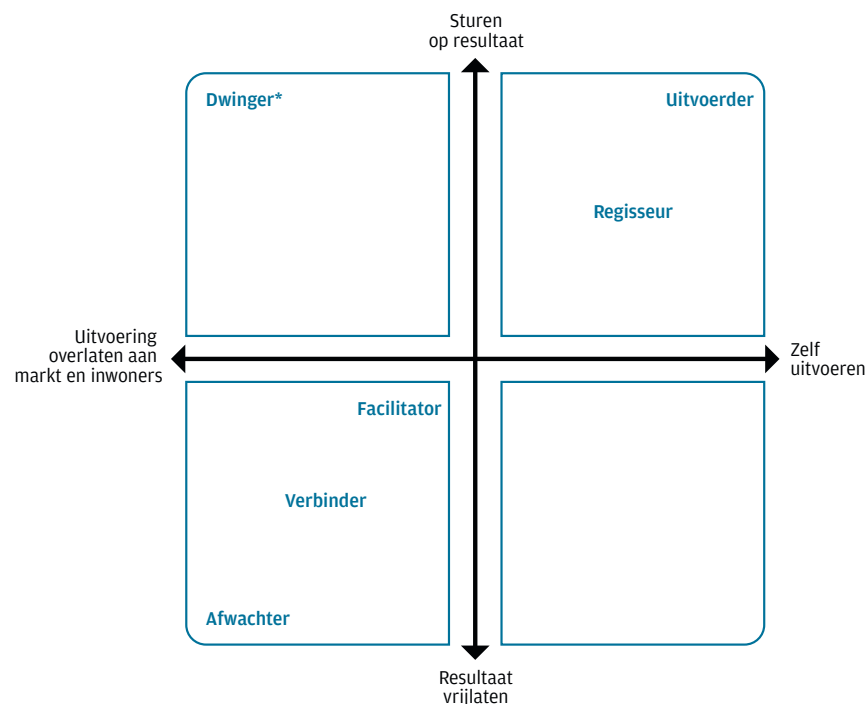 Sturen
op resultaat
Dwinger*
Uitvoerder
Regisseur
Uitvoering
overlaten aan
markt en inwoners
Zelf
uitvoeren
Facilitator
Verbinder
Afwachter
Resultaat
vrijlaten